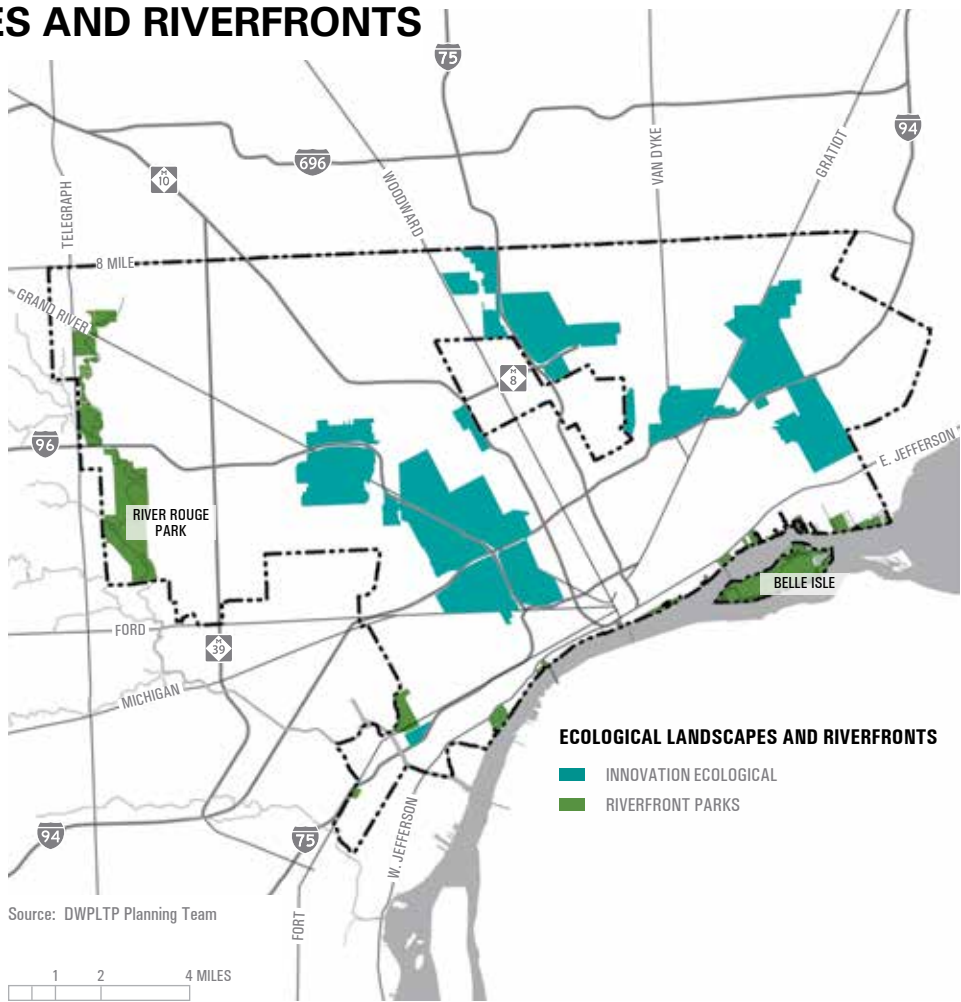 ES AND RIVERFRONTS
75
94
VAN DYKE
GRATIOT
696
M
10
WOODWARD
TELEGRAPH
8 MILE
GRAND RIVER
M
8
96
E. JEFFERSON
RIVER ROUGE
PARK
BELLE ISLE
FORD
M
39
MICHIGAN
ECOLOGICAL LANDSCAPES AND RIVERFRONTS
INNOVATION ECOLOGICAL
RIVERFRONT PARKS
94
75
W. JEFFERSON
FORT
Source: DWPLTP Planning Team
1 2 4 MILES